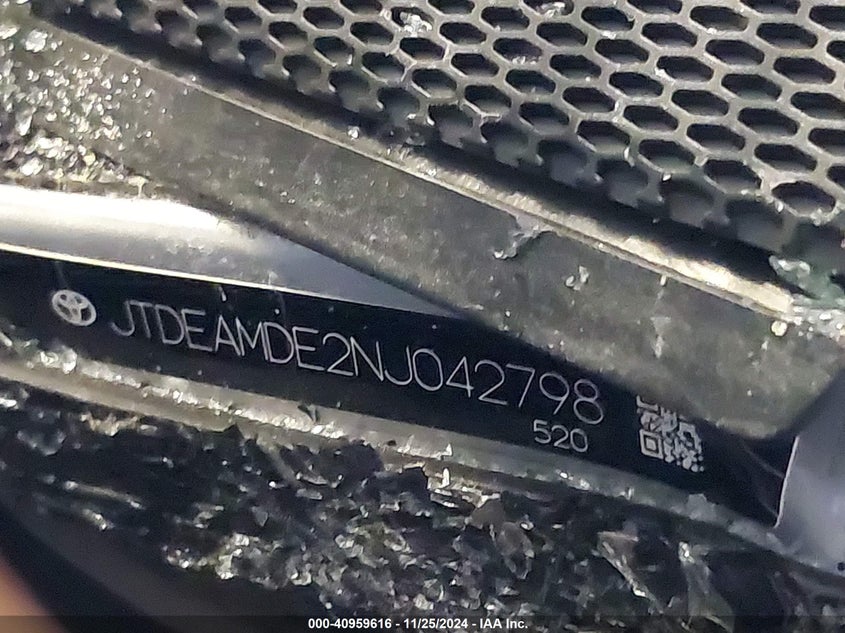 JTDEAMDE2NJ042798
520
000-40959616 - 11/25/2024 - IAA Inc.